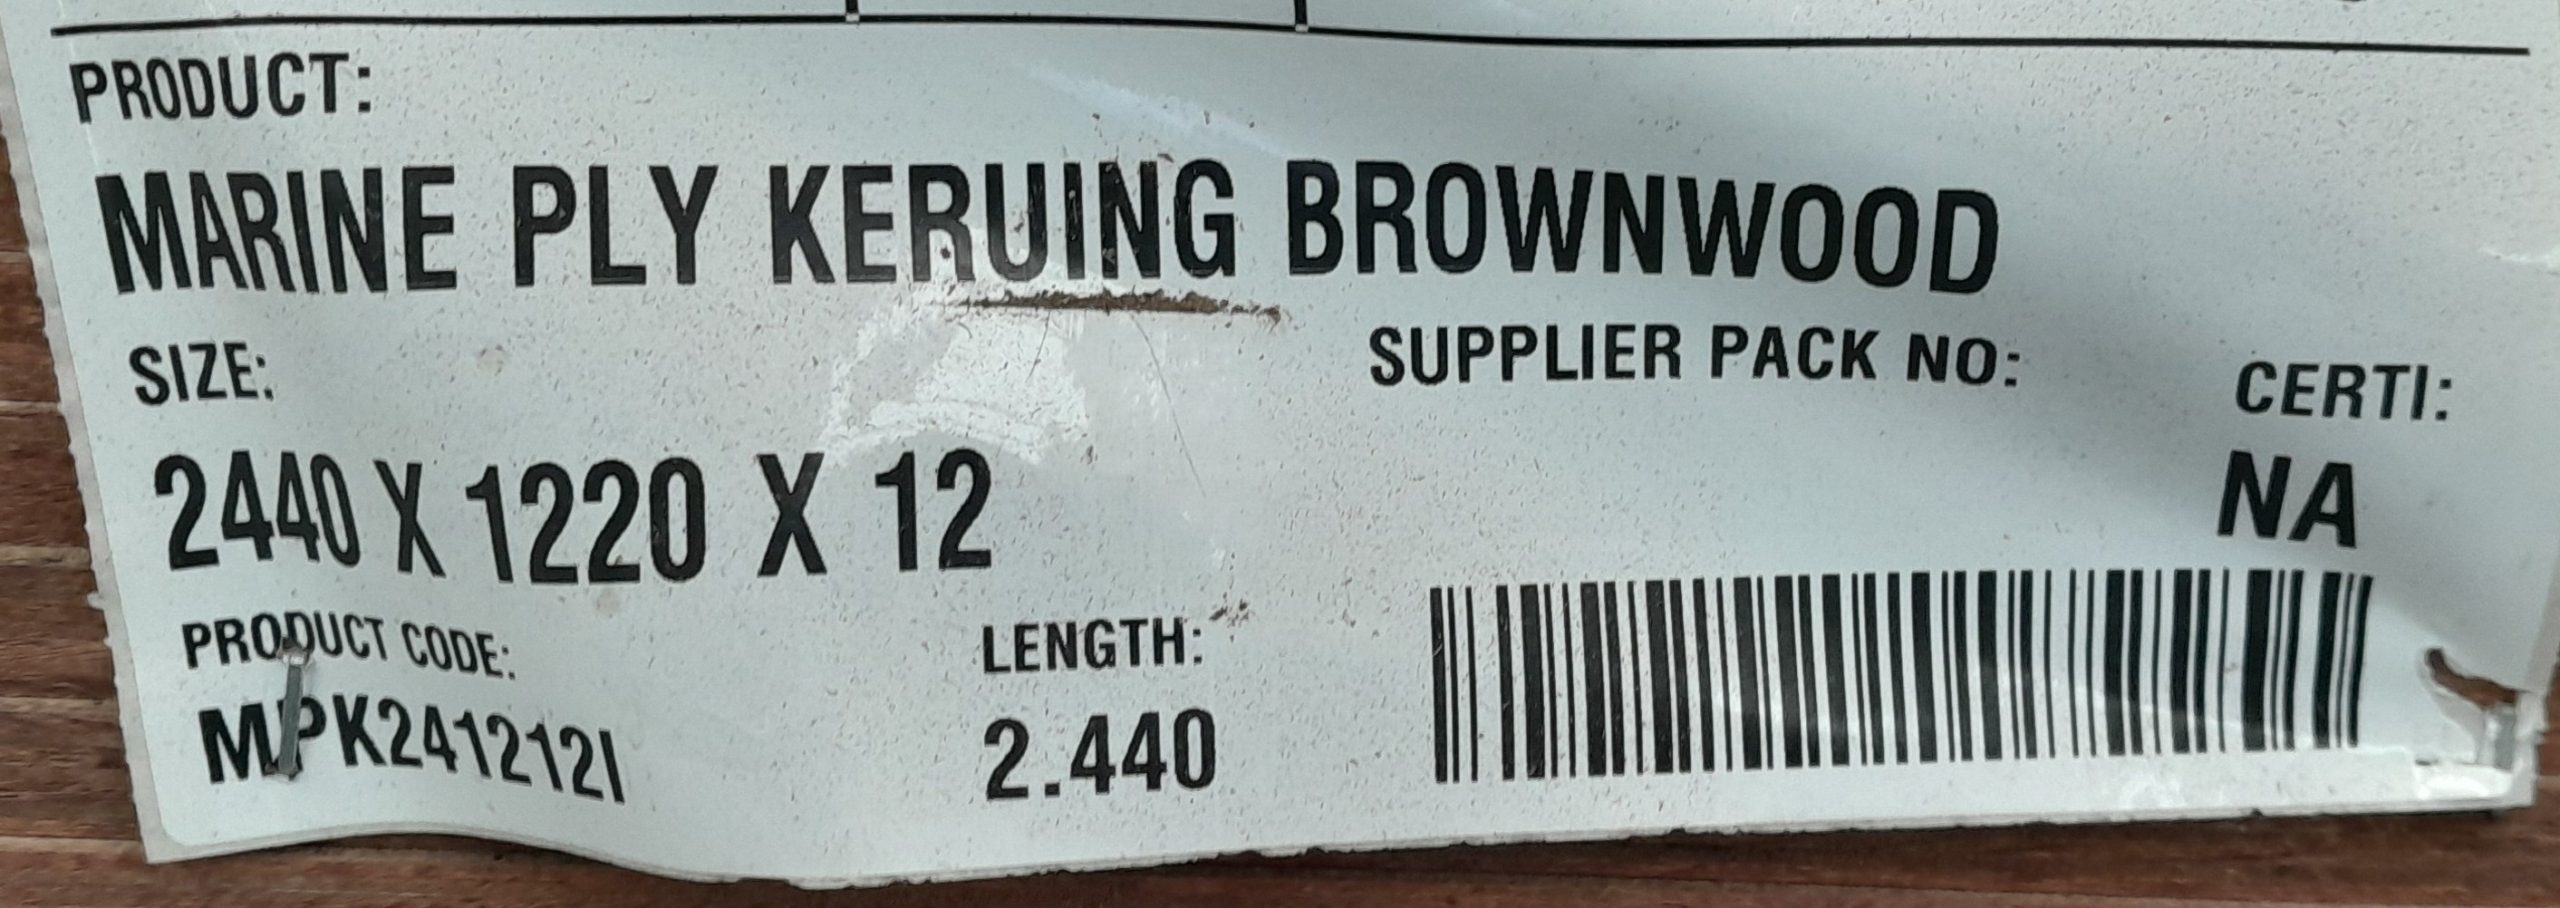 PRODUCT:
MARINE PLY KERUING BROWNWOOD
SIZE:
SUPPLIER PACK NO:
CERTI:
2440 X 1220 X 12
NA
PRODUCT CODE:
LENGTH:
MPK241212I
2.440